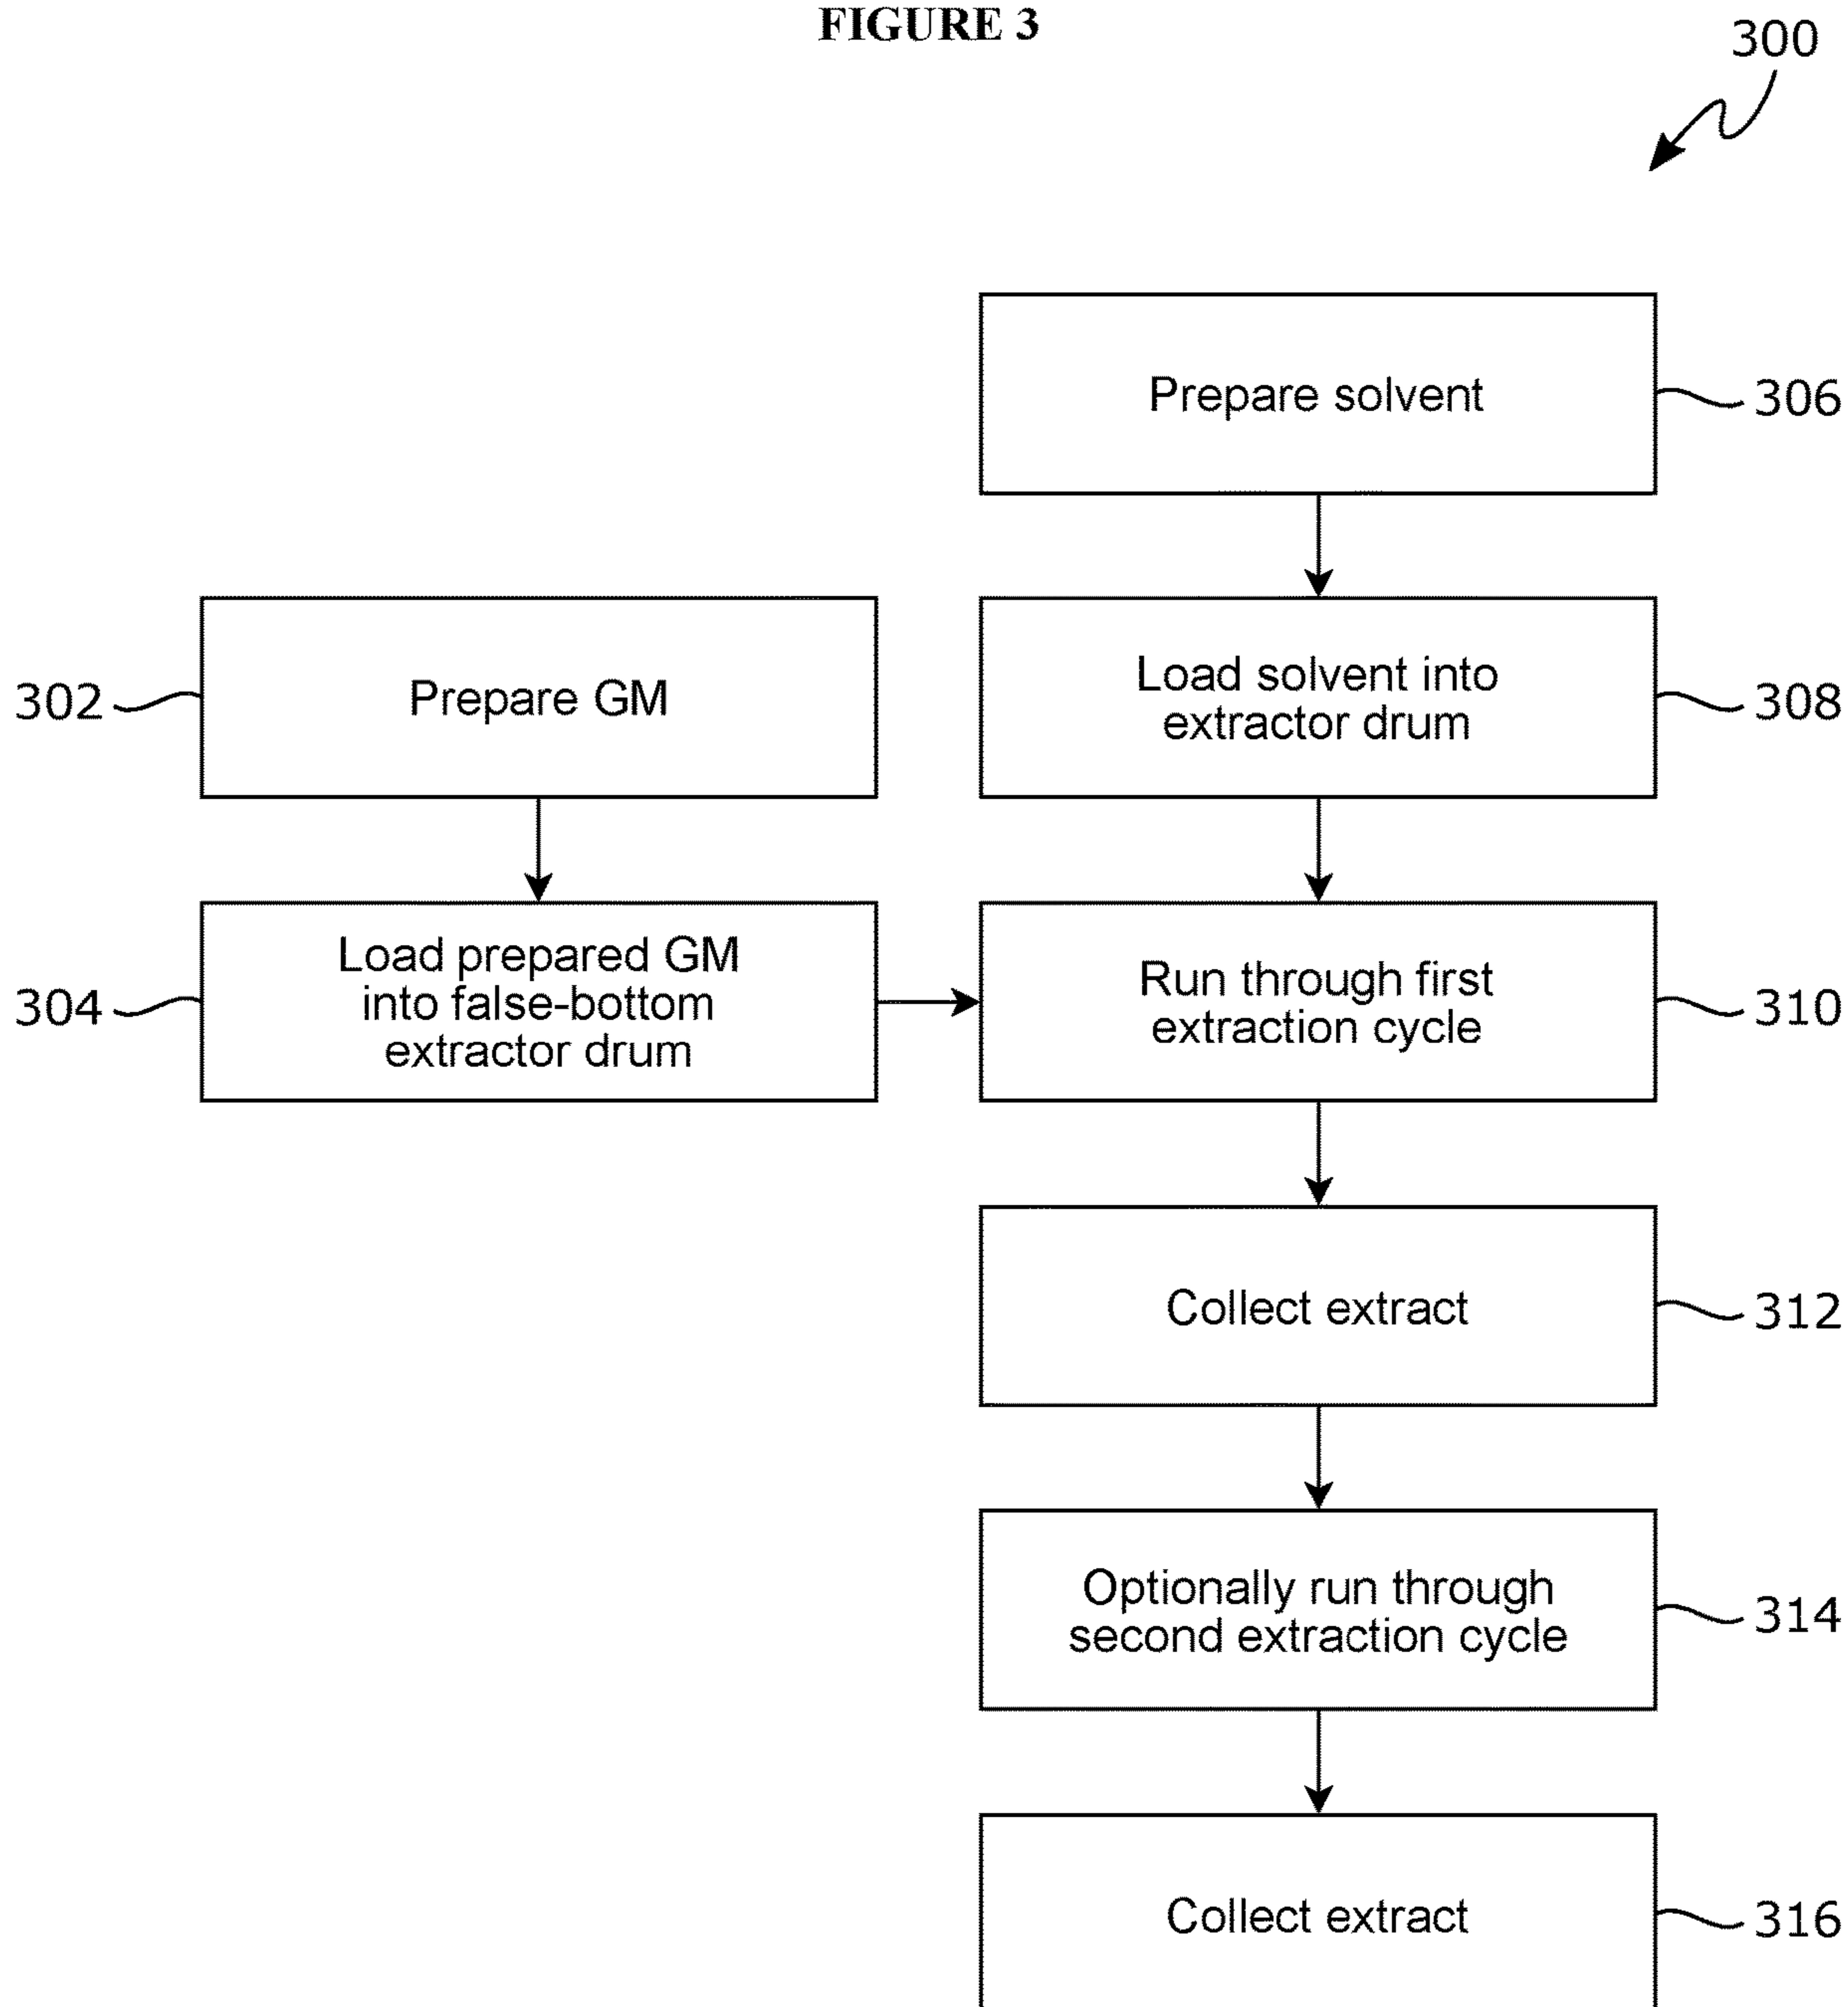 FIGURE 3
300
Prepare solvent
306
302
Prepare GM
Load solvent into
extractor drum
308
304
Load prepared GM
into false-bottom
extractor drum
Run through first
extraction cycle
310
Collect extract
312
Optionally run through
second extraction cycle
314
Collect extract
316